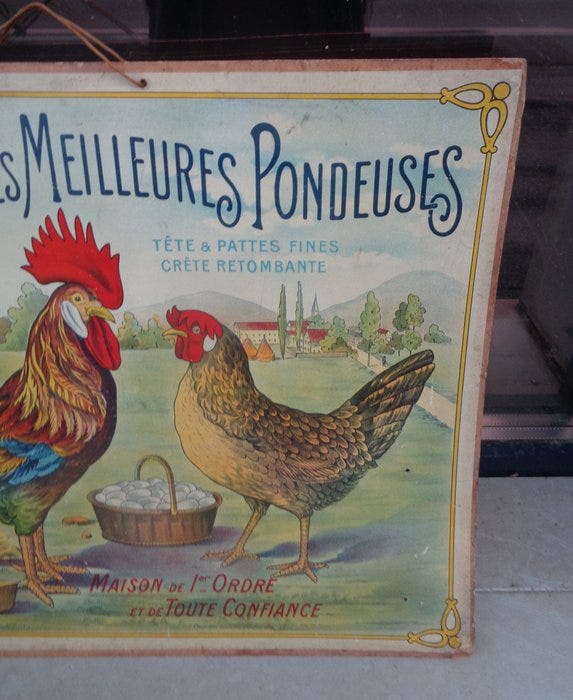 MEILLEURES PONDEUSES
TÊTE & PATTES FINES
CRÊTE RETOMBANTE
MAISON DE 1er ORDRE
ET DE TOUTE CONFIANCE